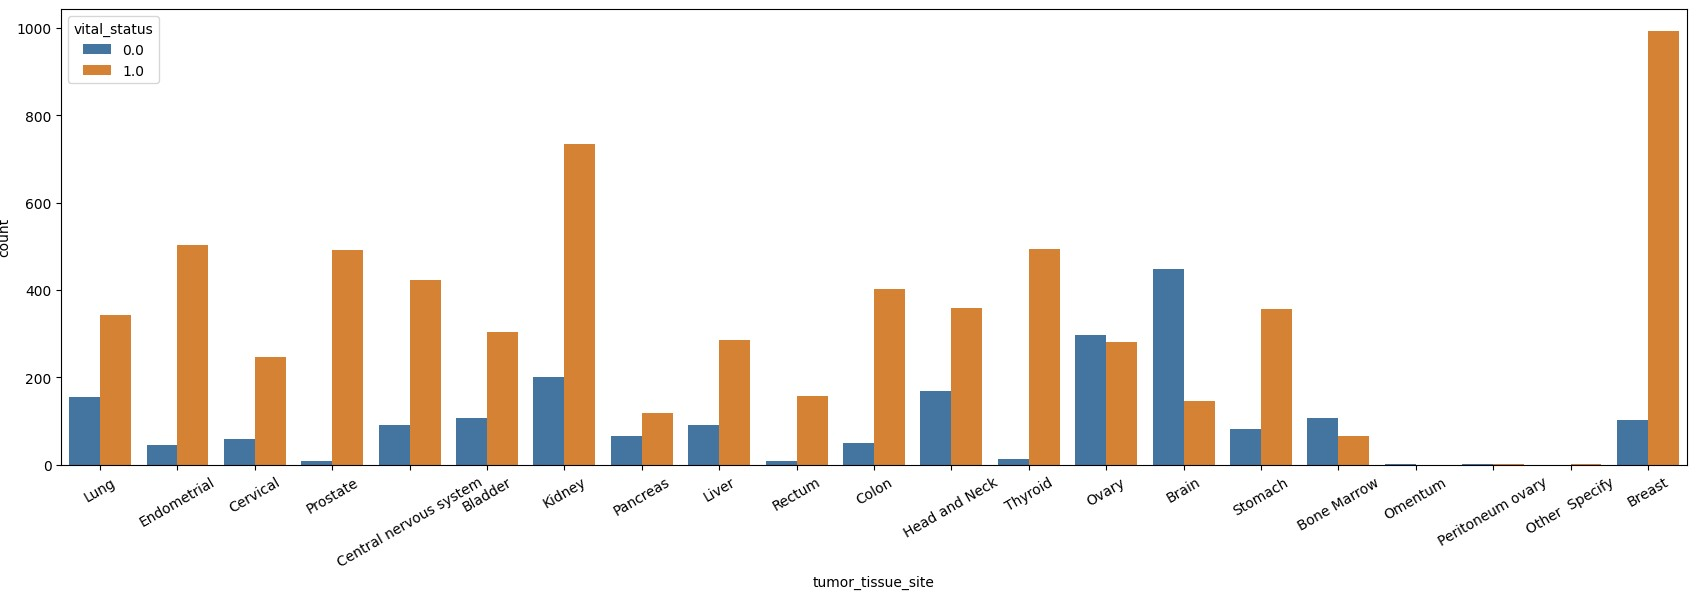 vital_status
0.0
1.0
1000
800
600
400
200
0
count
Lung
Endometrial
Cervical
Prostate
Central nervous system
Bladder
Kidney
Pancreas
Liver
Rectum
Colon
Head and Neck
Thyroid
Ovary
Brain
Stomach
Bone Marrow
Omentum
Peritoneum ovary
Other  Specify
Breast
tumor_tissue_site